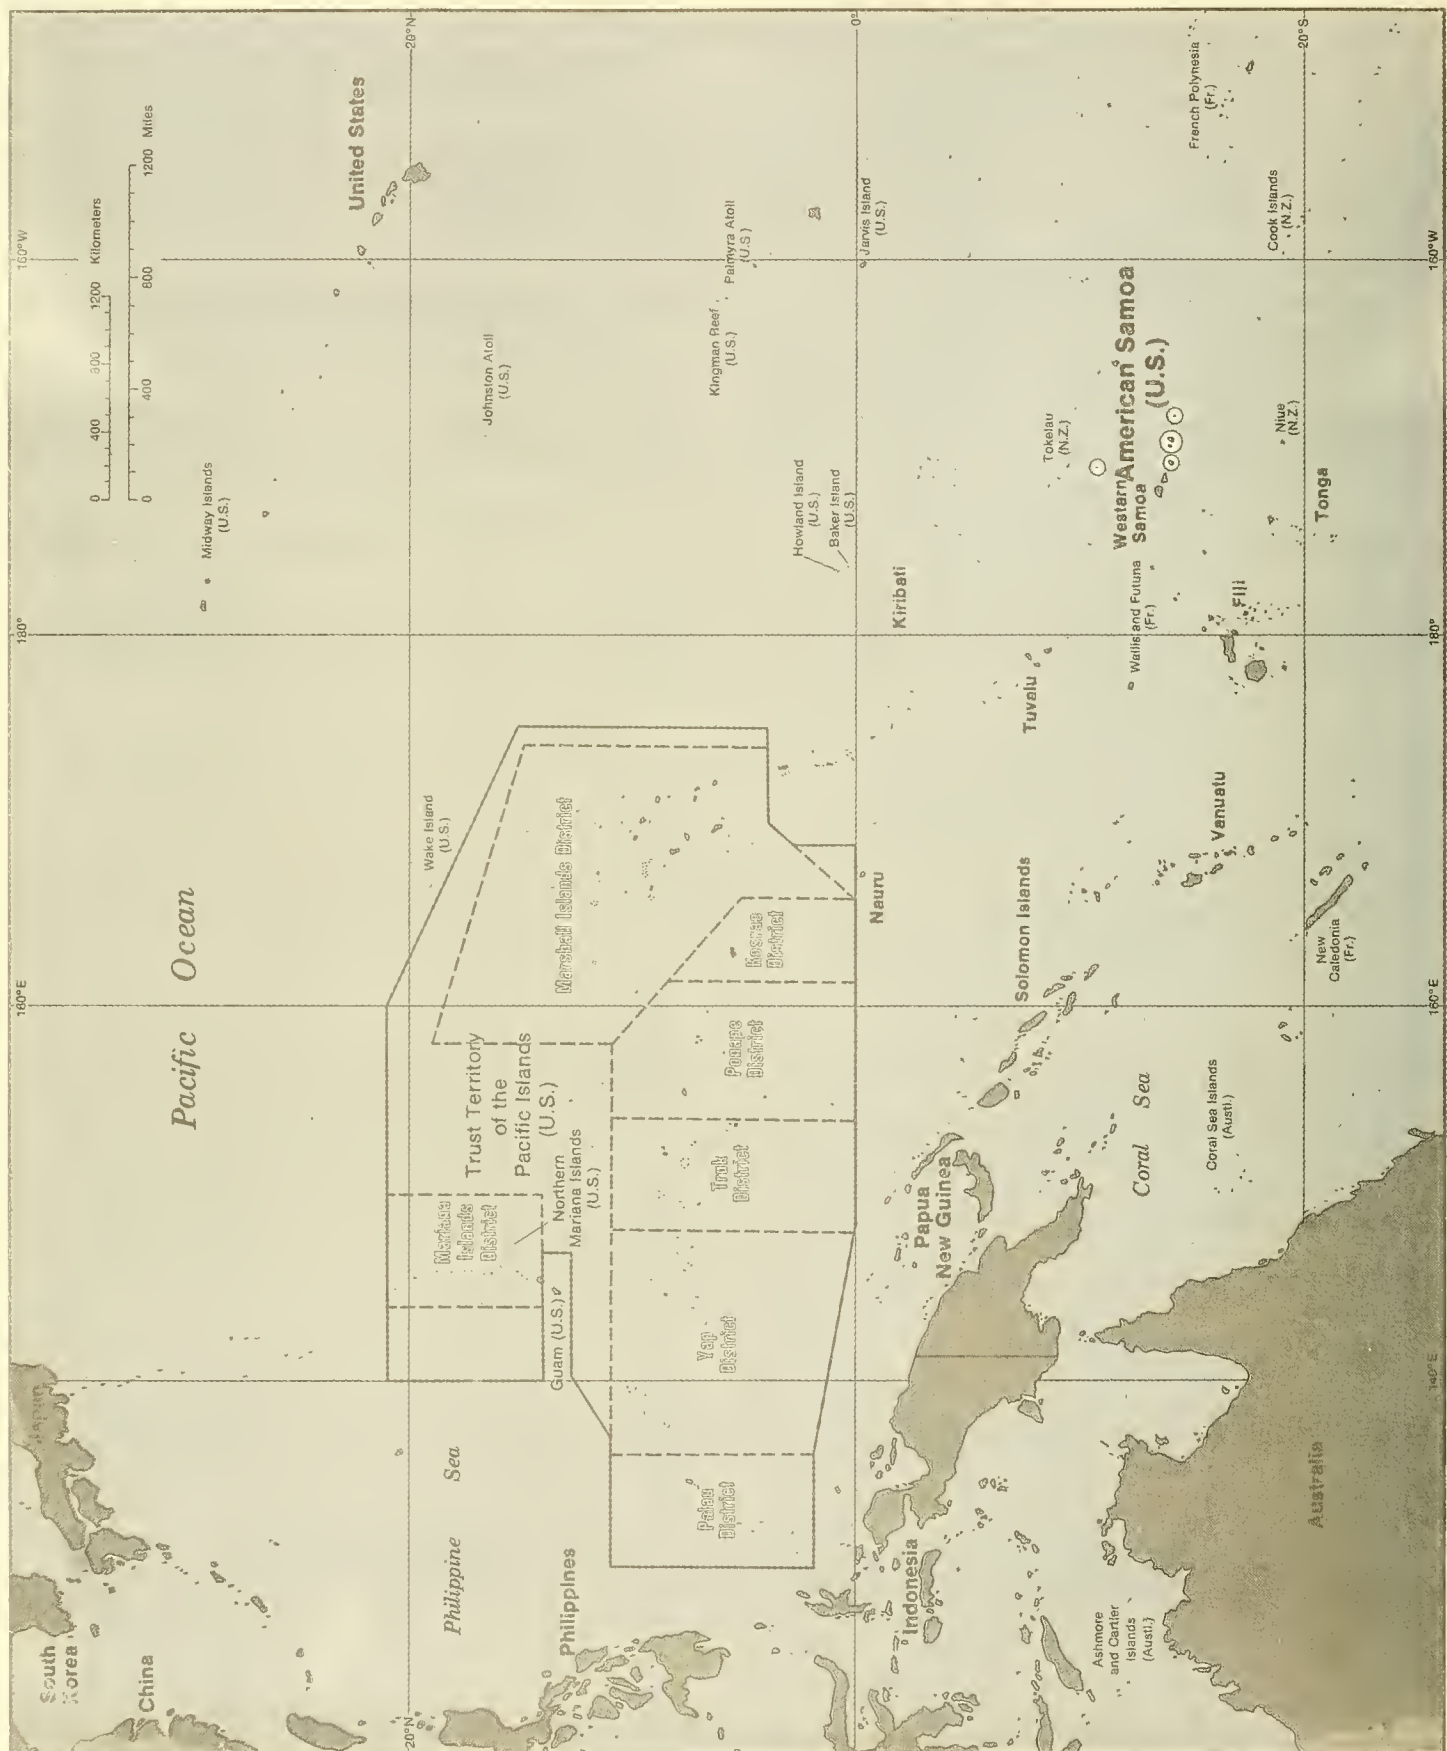 160°W
180°
160°E
20°N
0°
20°S
0 400 800 1200 Kilometers
0 400 800 1200 Miles
United States
Midway Islands
(U.S.)
Pacific Ocean
Johnston Atoll
(U.S.)
Wake Island
(U.S.)
Kingman Reef
(U.S.)
Palmyra Atoll
(U.S.)
Jarvis Island
(U.S.)
Howland Island
(U.S.)
Baker Island
(U.S.)
Kiribati
French Polynesia
(Fr.)
Cook Islands
(N.Z.)
Tokelau
(N.Z.)
American Samoa
(U.S.)
Western
Samoa
Niue
(N.Z.)
Tonga
Wallis and Futuna
(Fr.)
Fiji
Tuvalu
Vanuatu
New
Caledonia
(Fr.)
Nauru
Solomon Islands
Marshall Islands District
Kosrae
District
Ponape
District
Truk
District
Yap
District
Palau
District
Trust Territory
of the
Pacific Islands
(U.S.)
Northern
Mariana Islands
(U.S.)
Mariana
Islands
District
Guam (U.S.)
Papua
New Guinea
Coral Sea
Coral Sea Islands
(Austl.)
Japan
South
Korea
China
Philippine Sea
Philippines
Indonesia
Ashmore
and Cartier
Islands
(Austl.)
Australia
20°N
160°W
180°
160°E
140°E